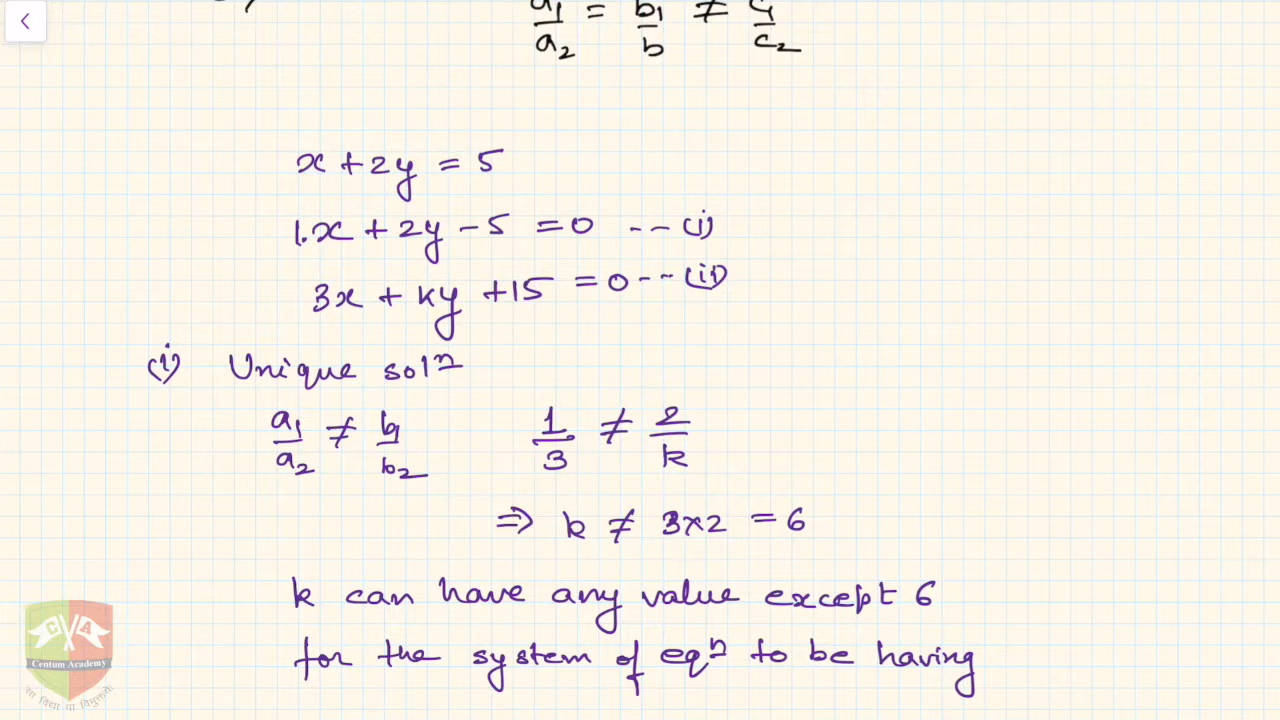 a1/a2 = b1/b ≠ c1/c2
x + 2y = 5
1.x + 2y - 5 = 0 -- (i)
3x + ky + 15 = 0 -- (ii)
(i) Unique solⁿ
a1/a2 ≠ b1/b2    1/3 ≠ 2/k
⇒ k ≠ 3×2 = 6
k can have any value except 6
for the system of eqⁿ to be having
C A
Centum Academy